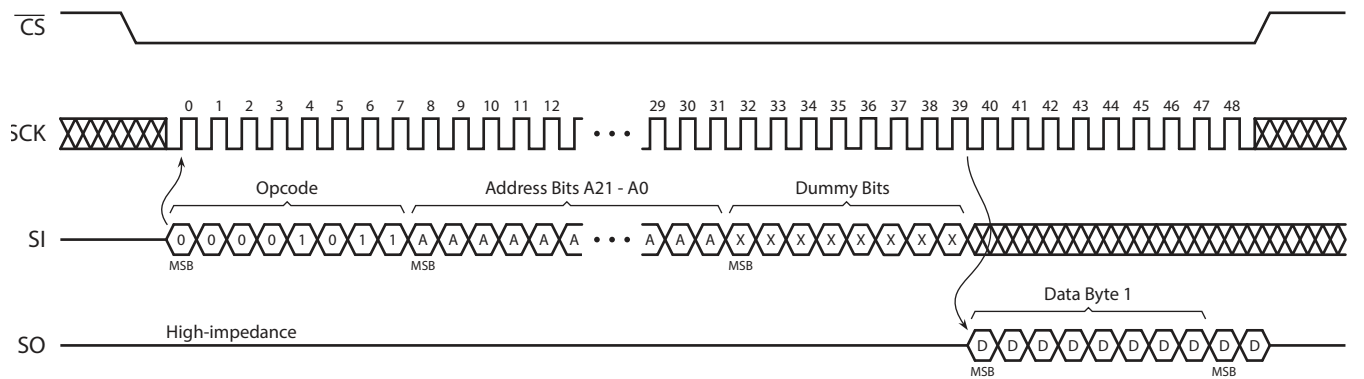 CS
0 1 2 3 4 5 6 7 8 9 10 11 12 29 30 31 32 33 34 35 36 37 38 39 40 41 42 43 44 45 46 47 48
SCK • • •
Opcode Address Bits A21 - A0 Dummy Bits
SI 0 0 0 0 1 0 1 1 A A A A A A • • • A A A X X X X X X X X
MSB MSB MSB
Data Byte 1
High-impedance
SO D D D D D D D D D D
MSB MSB